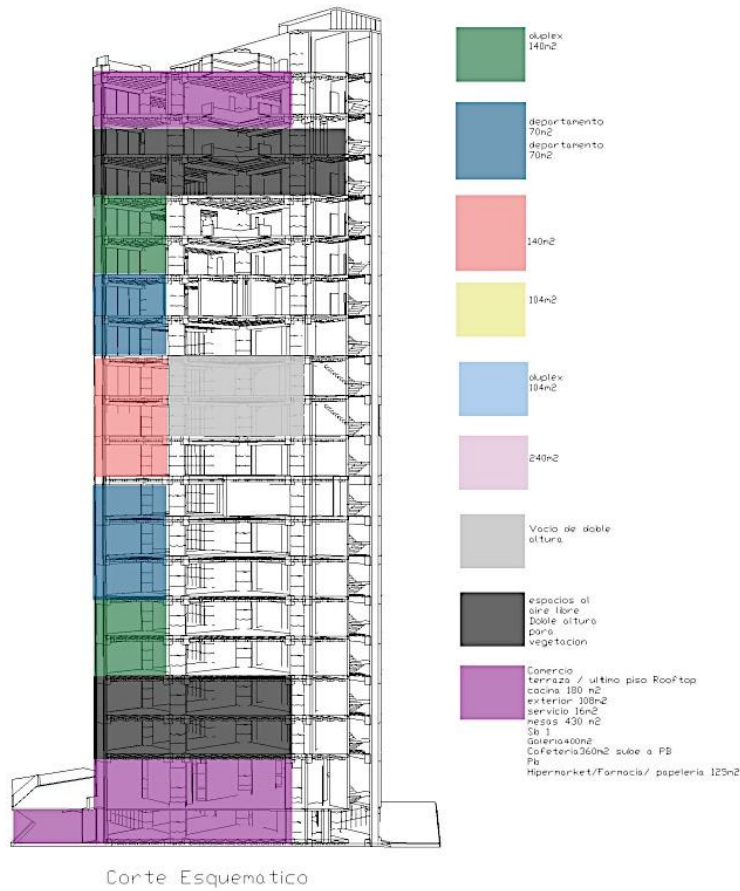 duplex
140m2
departamento
70m2
departamento
70m2
140m2
104m2
duplex
104m2
240m2
Vacio de doble
altura
espacios al
aire libre
Doble altura
para
vegetacion
Comercio
terraza / ultimo piso Rooftop
cocina 180 m2
exterior 108m2
servicio 16m2
mesas 430 m2
Sb 1
Galeria400m2
Cafeteria360m2 sube a PB
Pb
Hipermarket/Farmacia/ papeleria 125m2
Corte Esquematico